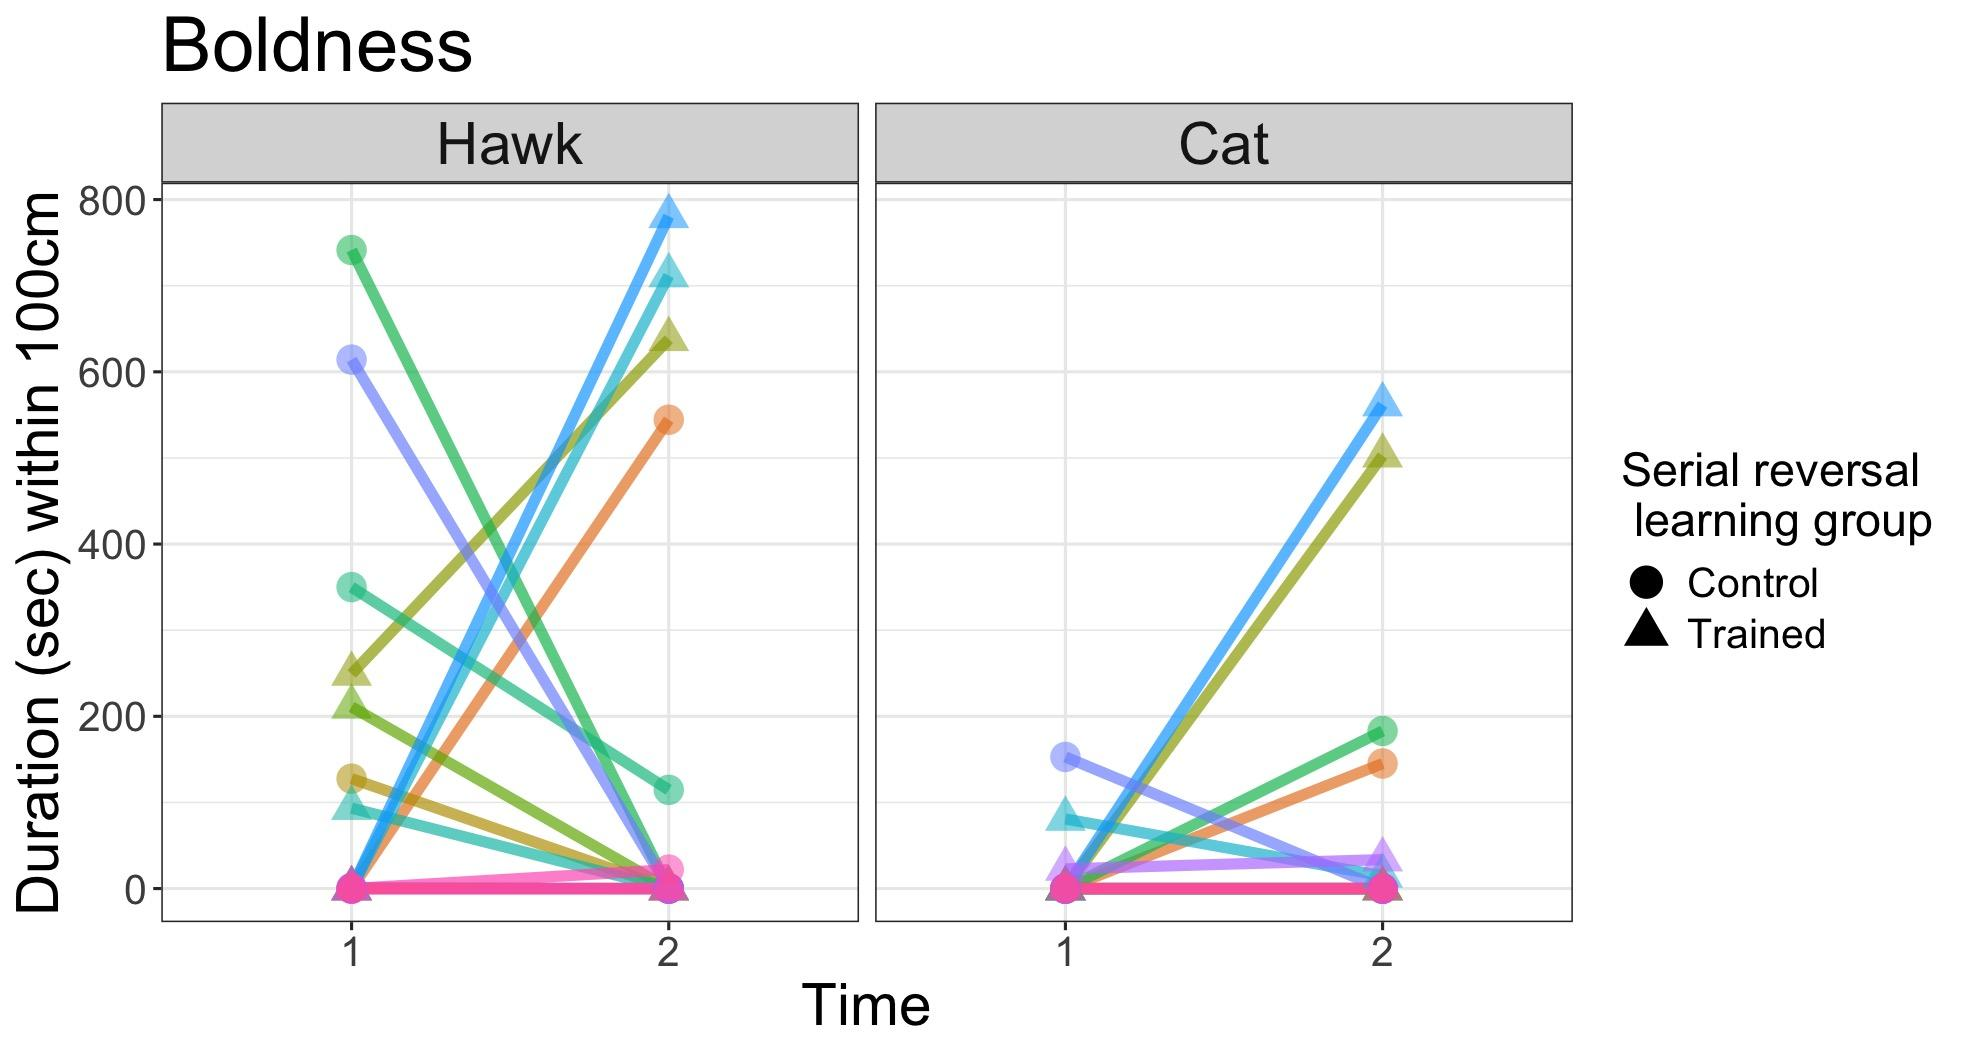 Boldness
Hawk
Cat
Duration (sec) within 100cm
800
600
400
200
0
1
2
1
2
Time
Serial reversal
learning group
Control
Trained